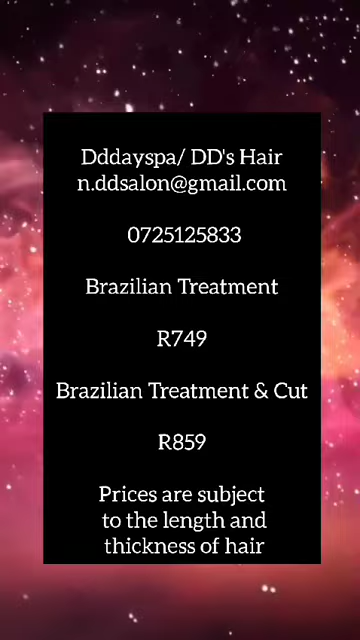 Dddayspa/ DD's Hair
n.ddsalon@gmail.com
0725125833
Brazilian Treatment
R749
Brazilian Treatment & Cut
R859
Prices are subject
to the length and
thickness of hair